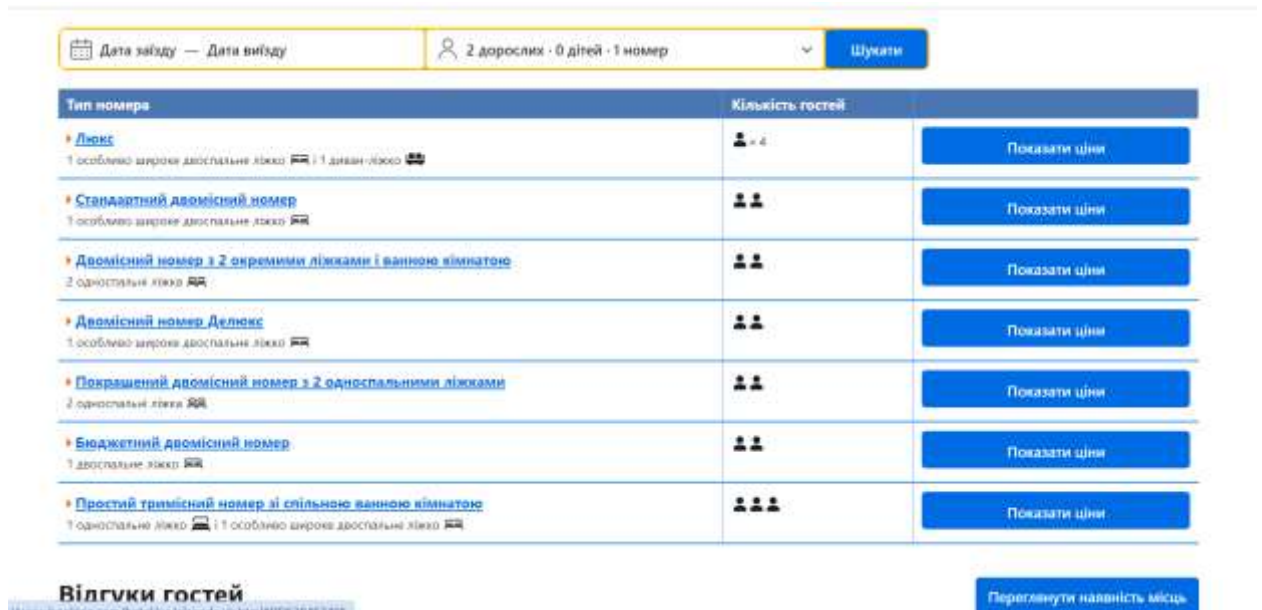 Дата заїзду — Дата виїзду
2 дорослих · 0 дітей · 1 номер
Шукати
Тип номера
Кількість гостей
Люкс
× 4
Показати ціни
1 особливо широке двоспальне ліжко і 1 диван-ліжко
Стандартний двомісний номер
Показати ціни
1 особливо широке двоспальне ліжко
Двомісний номер з 2 окремими ліжками і ванною кімнатою
Показати ціни
2 односпальні ліжка
Двомісний номер Делюкс
Показати ціни
1 особливо широке двоспальне ліжко
Покращений двомісний номер з 2 односпальними ліжками
Показати ціни
2 односпальні ліжка
Бюджетний двомісний номер
Показати ціни
1 двоспальне ліжко
Простий тримісний номер зі спільною ванною кімнатою
Показати ціни
1 односпальне ліжко і 1 особливо широке двоспальне ліжко
Відгуки гостей
Переглянути наявність місць